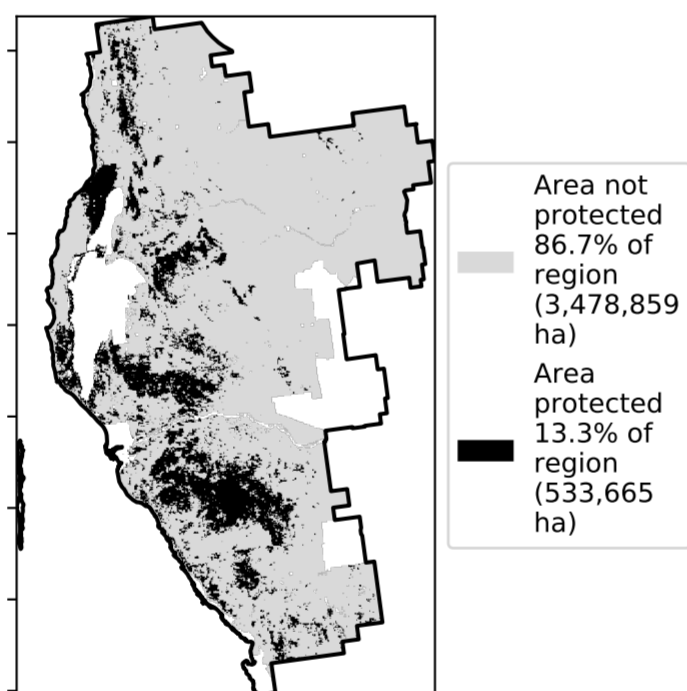 Area not
protected
86.7% of
region
(3,478,859
ha)
Area
protected
13.3% of
region
(533,665
ha)